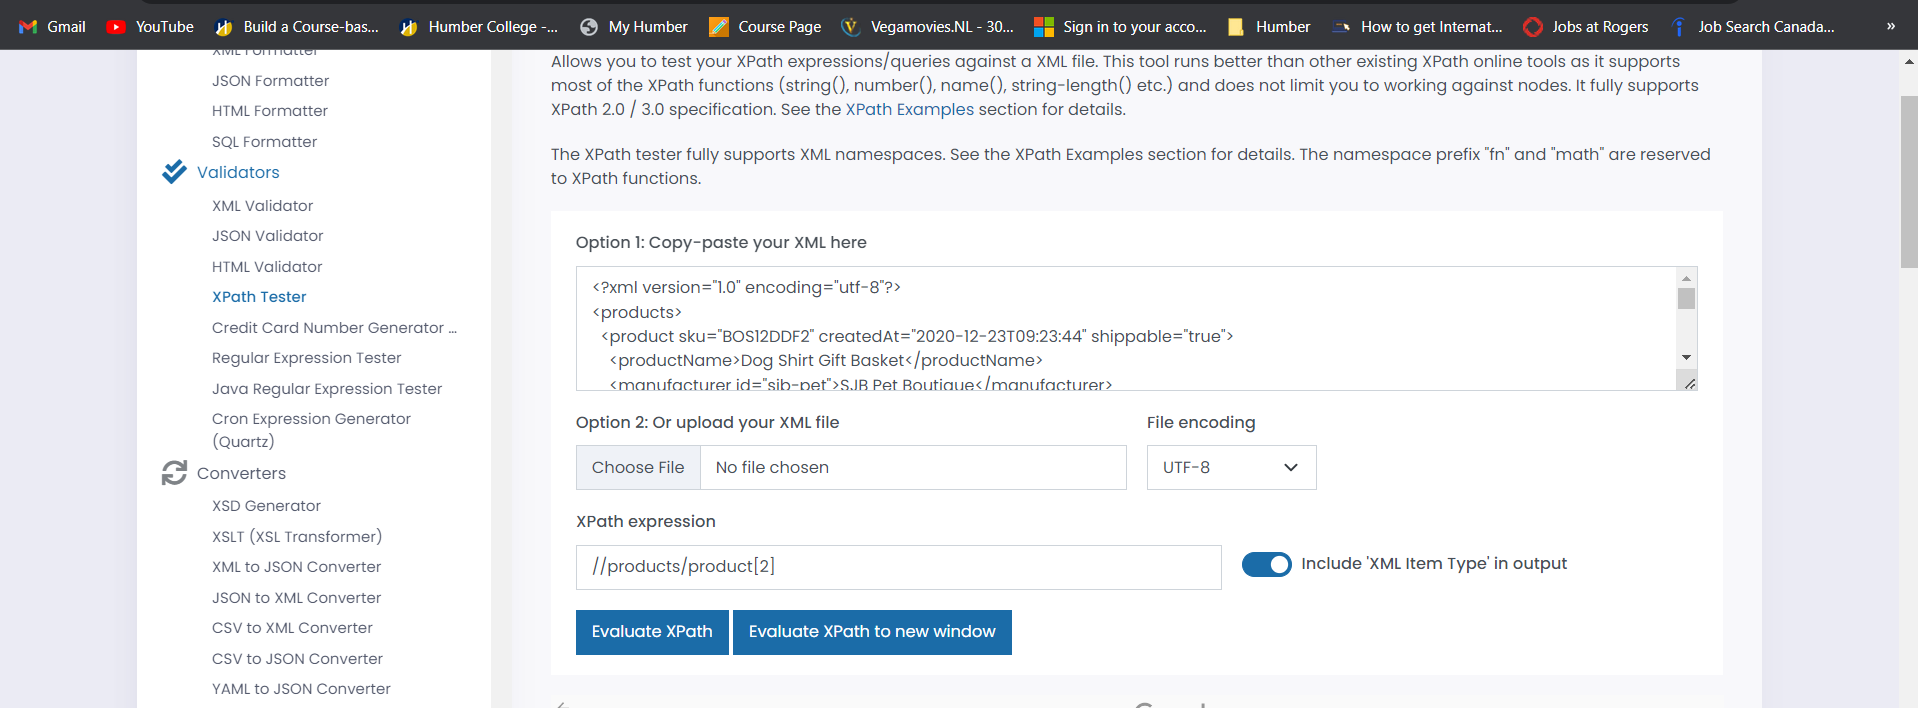 Gmail
YouTube
Build a Course-bas...
Humber College -...
My Humber
Course Page
Vegamovies.NL - 30...
Sign in to your acco...
Humber
How to get Internat...
Jobs at Rogers
Job Search Canada...
»
XML Formatter
JSON Formatter
HTML Formatter
SQL Formatter
Validators
XML Validator
JSON Validator
HTML Validator
XPath Tester
Credit Card Number Generator ...
Regular Expression Tester
Java Regular Expression Tester
Cron Expression Generator
(Quartz)
Converters
XSD Generator
XSLT (XSL Transformer)
XML to JSON Converter
JSON to XML Converter
CSV to XML Converter
CSV to JSON Converter
YAML to JSON Converter
Allows you to test your XPath expressions/queries against a XML file. This tool runs better than other existing XPath online tools as it supports
most of the XPath functions (string(), number(), name(), string-length() etc.) and does not limit you to working against nodes. It fully supports
XPath 2.0 / 3.0 specification. See the XPath Examples section for details.
The XPath tester fully supports XML namespaces. See the XPath Examples section for details. The namespace prefix "fn" and "math" are reserved
to XPath functions.
Option 1: Copy-paste your XML here
<?xml version="1.0" encoding="utf-8"?>
<products>
<product sku="BOS12DDF2" createdAt="2020-12-23T09:23:44" shippable="true">
<productName>Dog Shirt Gift Basket</productName>
<manufacturer id="sjb-pet">SJB Pet Boutique</manufacturer>
Option 2: Or upload your XML file
File encoding
Choose File
No file chosen
UTF-8
XPath expression
//products/product[2]
Include 'XML Item Type' in output
Evaluate XPath
Evaluate XPath to new window